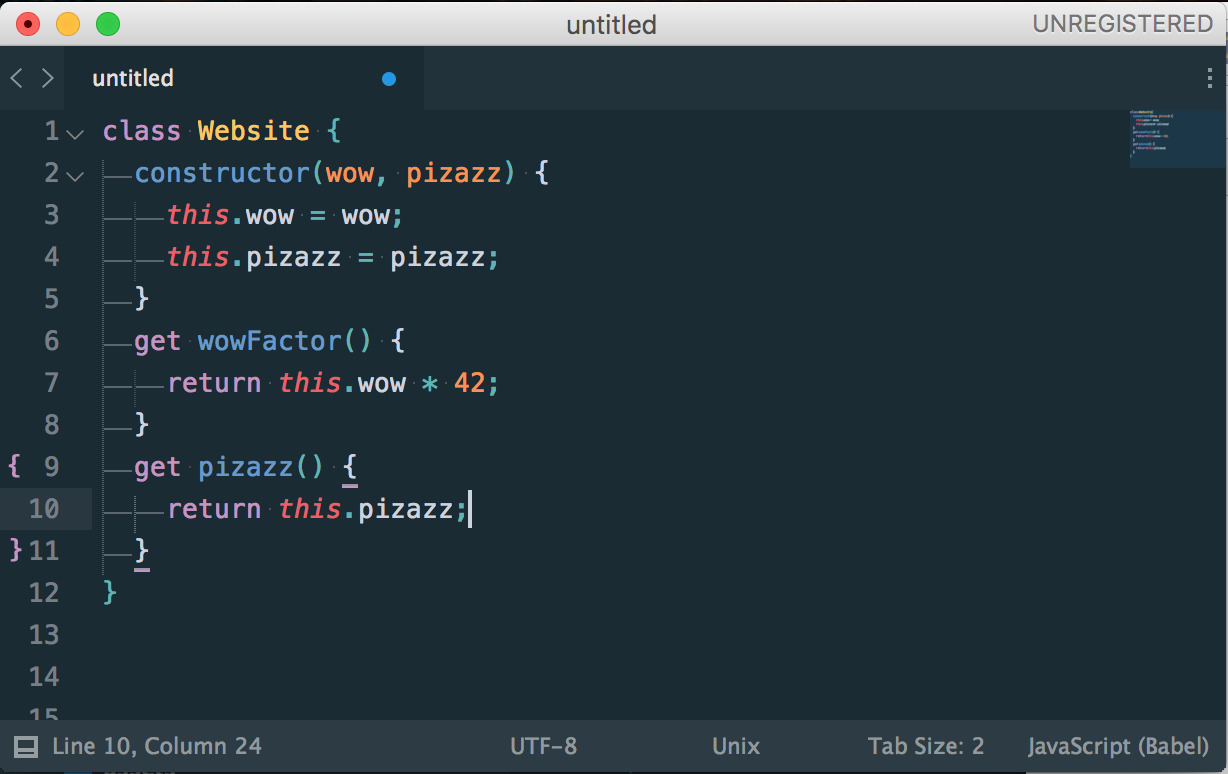 untitled
UNREGISTERED
untitled
1 class Website {
2 constructor(wow, pizazz) {
3 this.wow = wow;
4 this.pizazz = pizazz;
5 }
6 get wowFactor() {
7 return this.wow * 42;
8 }
{ 9 get pizazz() {
10 return this.pizazz;
} 11 }
12 }
13
14
15
Line 10, Column 24 UTF-8 Unix Tab Size: 2 JavaScript (Babel)